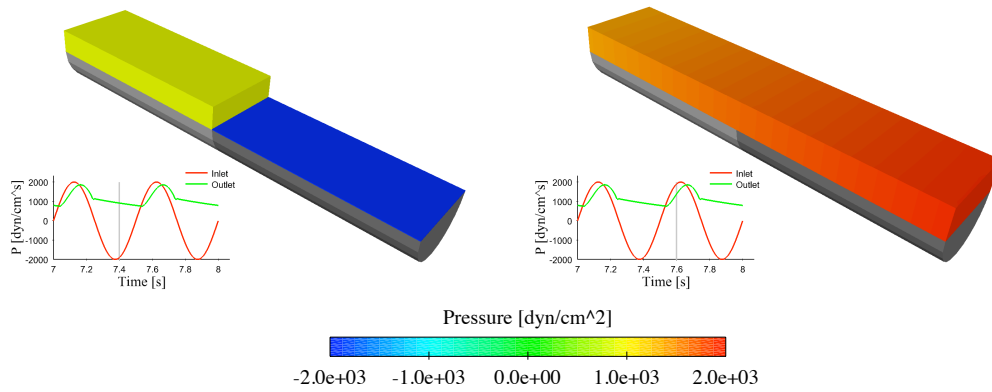 Inlet
Outlet
2000
1000
0
-1000
-2000
P [dyn/cm^s]
7
7.2
7.4
7.6
7.8
8
Time [s]
Inlet
Outlet
2000
1000
0
-1000
-2000
P [dyn/cm^s]
7
7.2
7.4
7.6
7.8
8
Time [s]
Pressure [dyn/cm^2]
-2.0e+03 -1.0e+03 0.0e+00 1.0e+03 2.0e+03